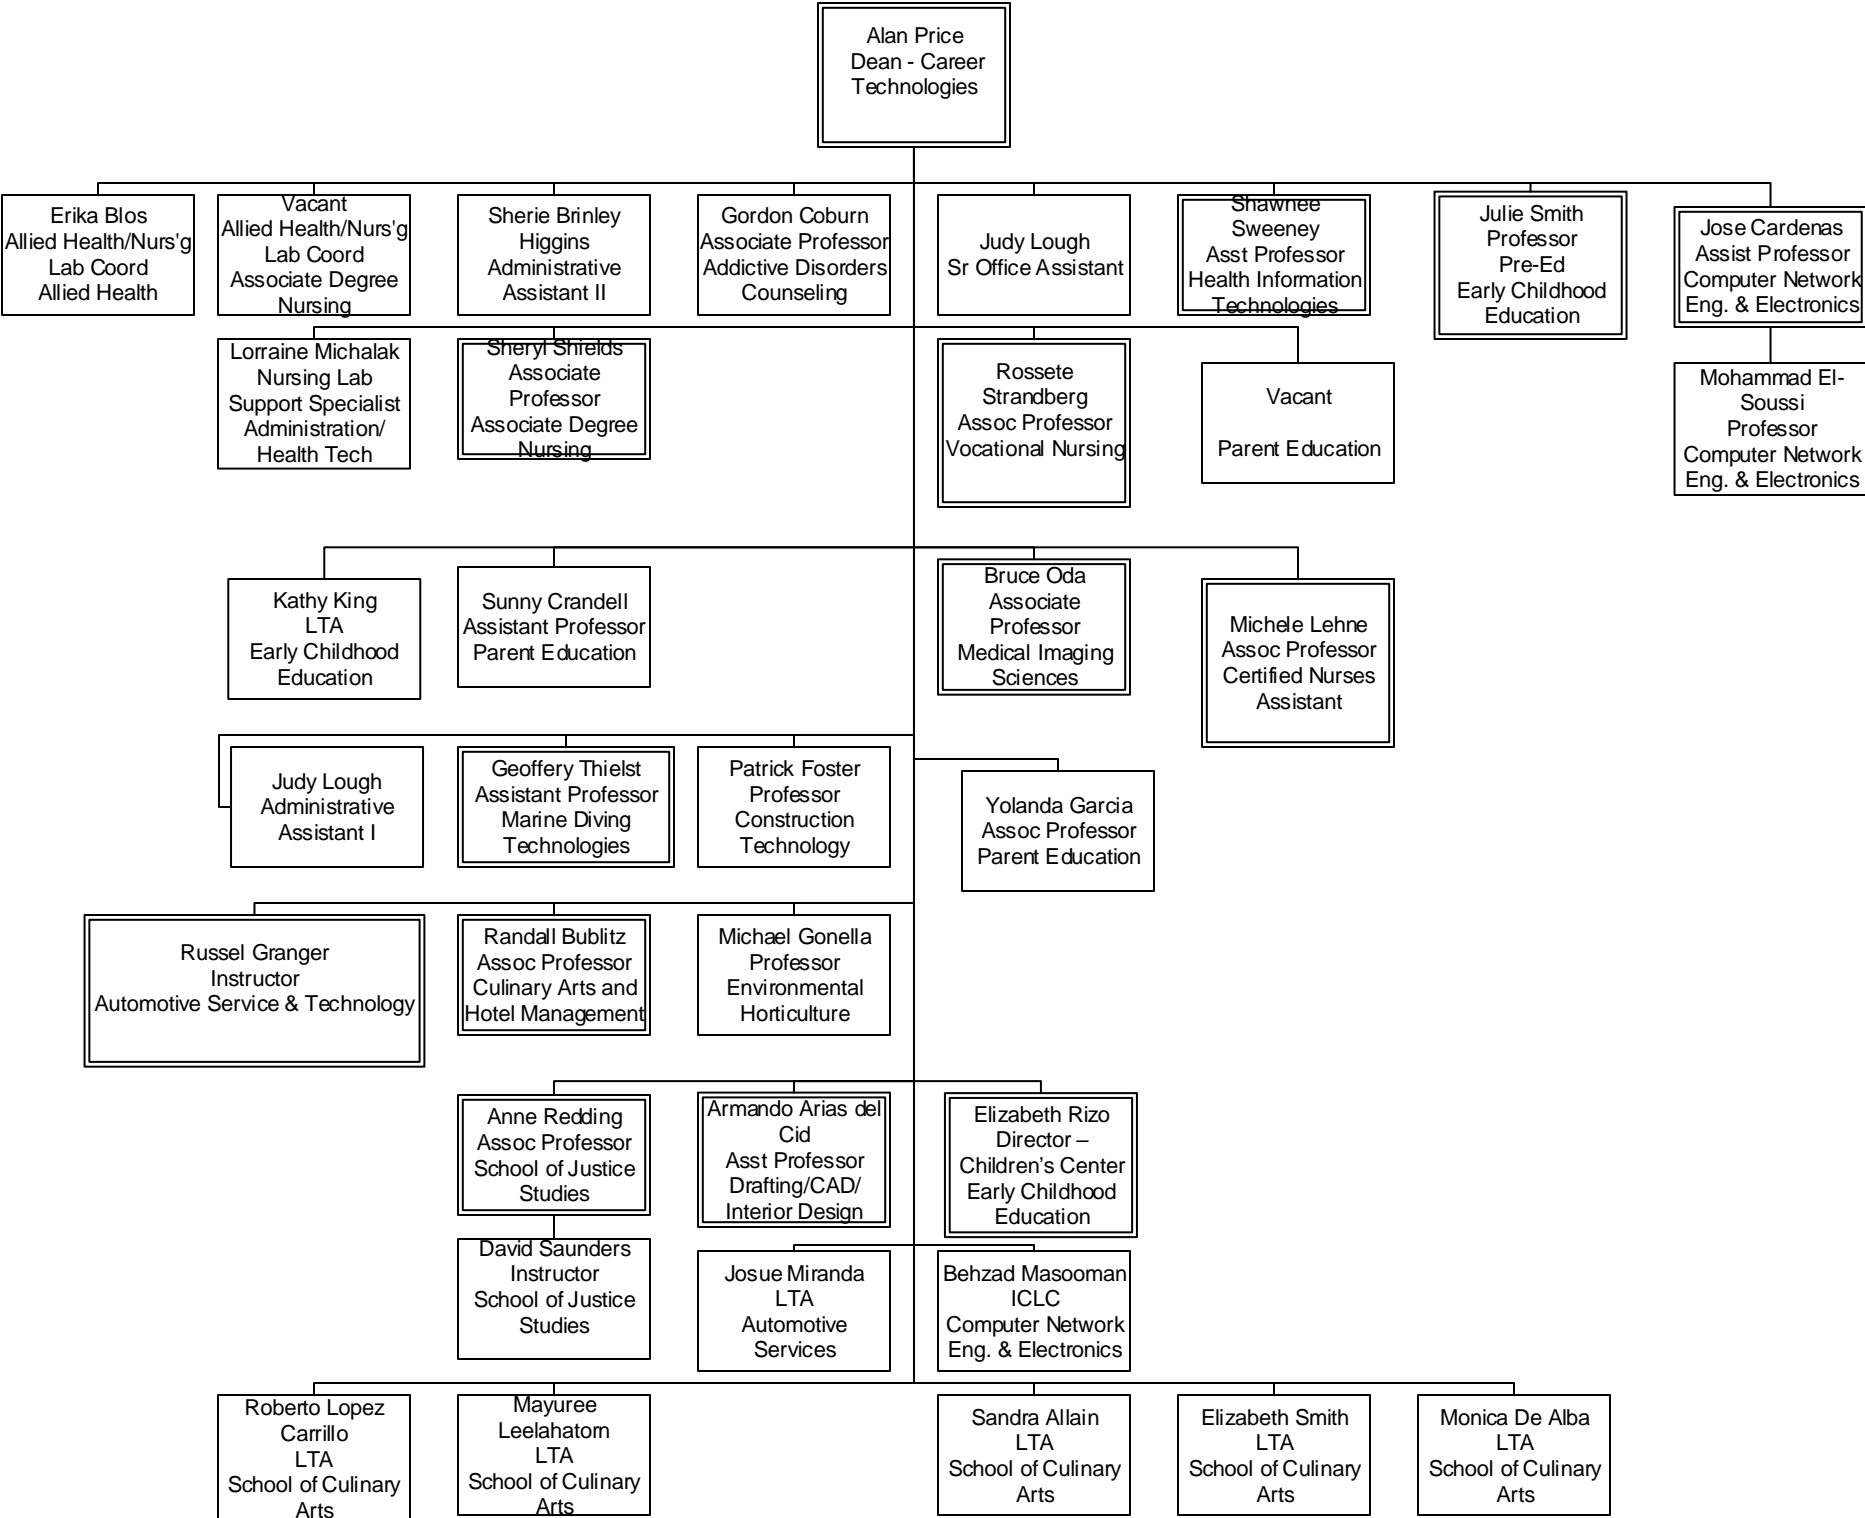 Alan Price
Dean - Career
Technologies
Erika Blos
Allied Health/Nurs'g
Lab Coord
Allied Health
Vacant
Allied Health/Nurs'g
Lab Coord
Associate Degree
Nursing
Sherie Brinley
Higgins
Administrative
Assistant II
Gordon Coburn
Associate Professor
Addictive Disorders
Counseling
Judy Lough
Sr Office Assistant
Shawnee
Sweeney
Asst Professor
Health Information
Technologies
Julie Smith
Professor
Pre-Ed
Early Childhood
Education
Jose Cardenas
Assist Professor
Computer Network
Eng. & Electronics
Lorraine Michalak
Nursing Lab
Support Specialist
Administration/
Health Tech
Sheryl Shields
Associate
Professor
Associate Degree
Nursing
Rossete
Strandberg
Assoc Professor
Vocational Nursing
Vacant
Parent Education
Mohammad El-
Soussi
Professor
Computer Network
Eng. & Electronics
Kathy King
LTA
Early Childhood
Education
Sunny Crandell
Assistant Professor
Parent Education
Bruce Oda
Associate
Professor
Medical Imaging
Sciences
Michele Lehne
Assoc Professor
Certified Nurses
Assistant
Judy Lough
Administrative
Assistant I
Geoffery Thielst
Assistant Professor
Marine Diving
Technologies
Patrick Foster
Professor
Construction
Technology
Yolanda Garcia
Assoc Professor
Parent Education
Russel Granger
Instructor
Automotive Service & Technology
Randall Bublitz
Assoc Professor
Culinary Arts and
Hotel Management
Michael Gonella
Professor
Environmental
Horticulture
Anne Redding
Assoc Professor
School of Justice
Studies
Armando Arias del
Cid
Asst Professor
Drafting/CAD/
Interior Design
Elizabeth Rizo
Director –
Children’s Center
Early Childhood
Education
David Saunders
Instructor
School of Justice
Studies
Josue Miranda
LTA
Automotive
Services
Behzad Masooman
ICLC
Computer Network
Eng. & Electronics
Roberto Lopez
Carrillo
LTA
School of Culinary
Arts
Mayuree
Leelahatorn
LTA
School of Culinary
Arts
Sandra Allain
LTA
School of Culinary
Arts
Elizabeth Smith
LTA
School of Culinary
Arts
Monica De Alba
LTA
School of Culinary
Arts